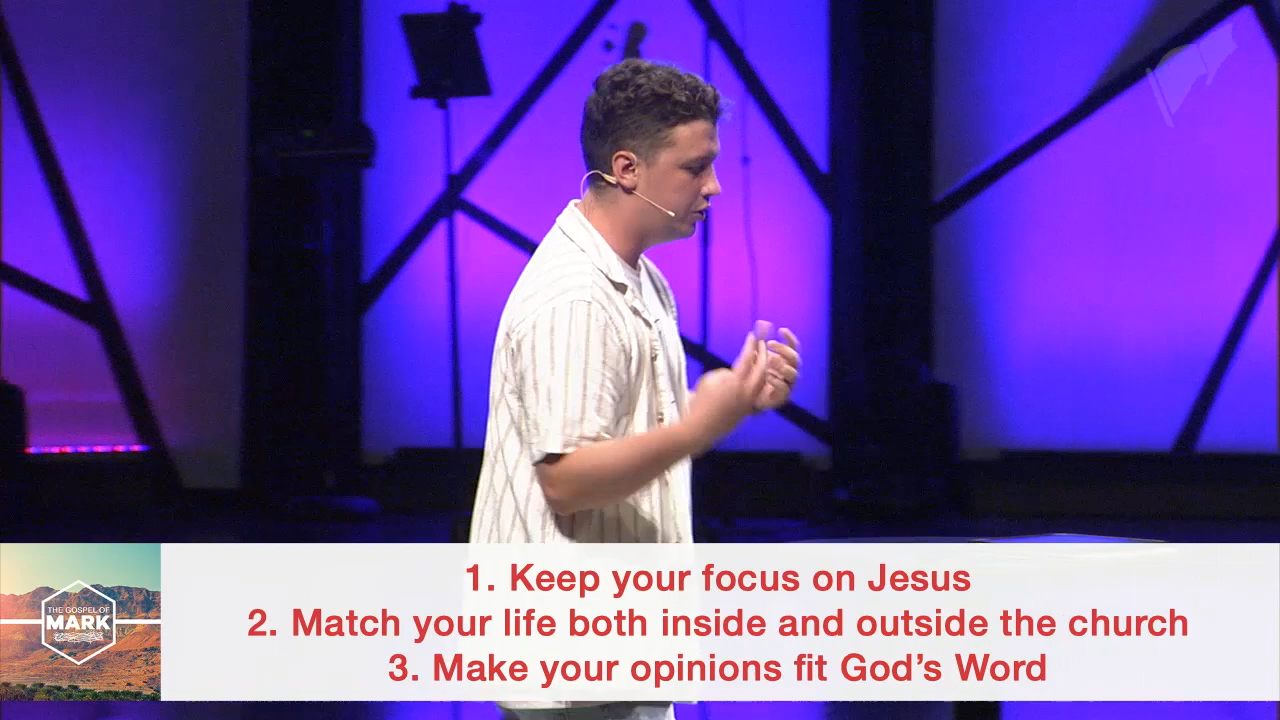 1. Keep your focus on Jesus
2. Match your life both inside and outside the church
3. Make your opinions fit God's Word
THE GOSPEL OF
MARK